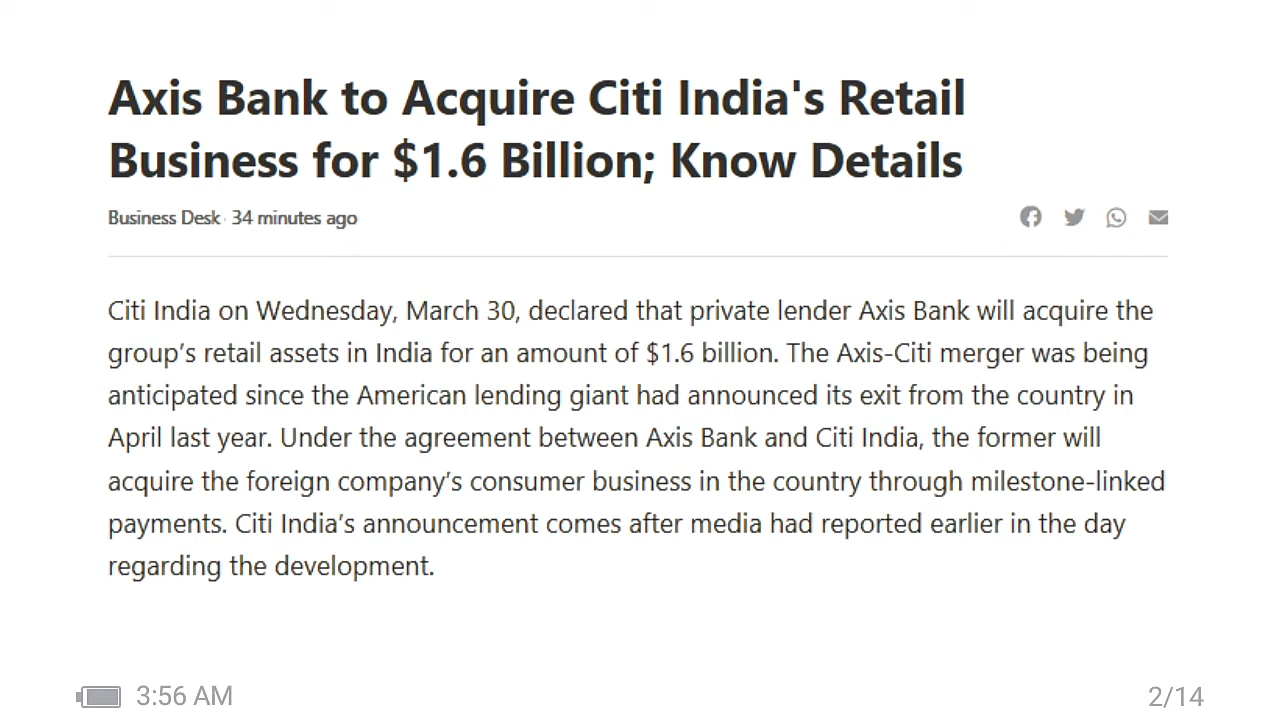 Axis Bank to Acquire Citi India's Retail
Business for $1.6 Billion; Know Details
Business Desk · 34 minutes ago
Citi India on Wednesday, March 30, declared that private lender Axis Bank will acquire the
group’s retail assets in India for an amount of $1.6 billion. The Axis-Citi merger was being
anticipated since the American lending giant had announced its exit from the country in
April last year. Under the agreement between Axis Bank and Citi India, the former will
acquire the foreign company’s consumer business in the country through milestone-linked
payments. Citi India’s announcement comes after media had reported earlier in the day
regarding the development.
3:56 AM
2/14